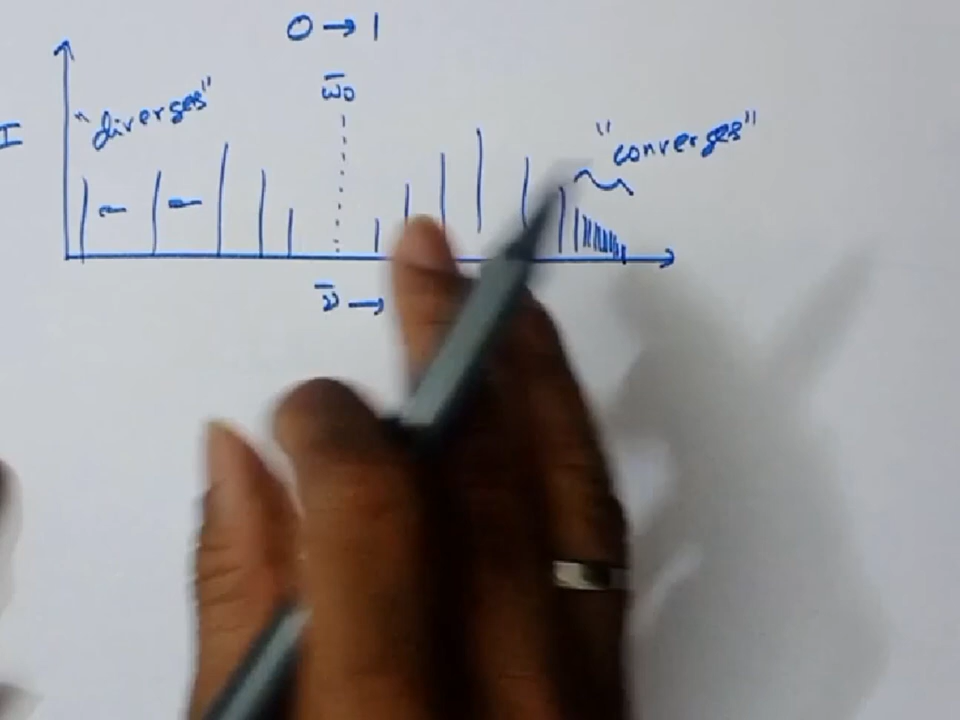 0 → 1
"diverges"
ω̄₀
"converges"
I
ν̄ →